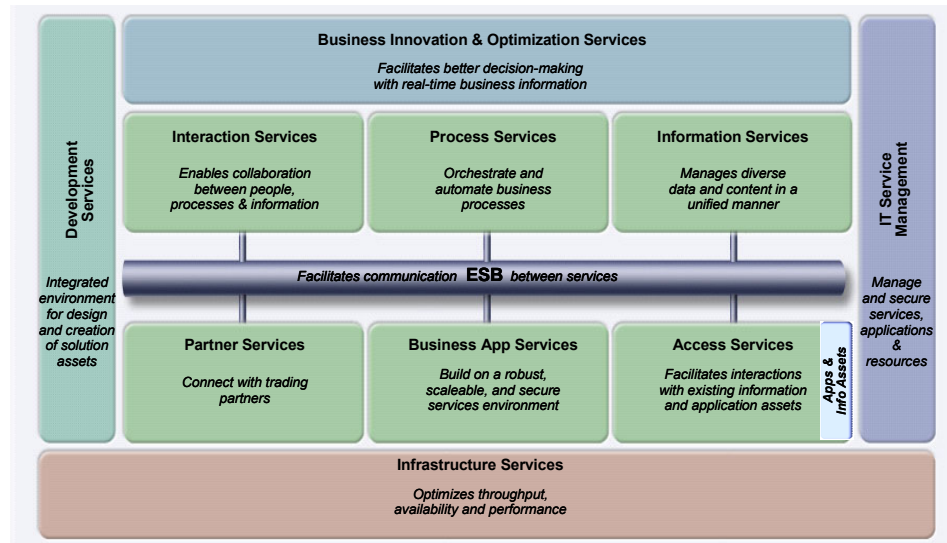 Business Innovation & Optimization Services
Facilitates better decision-making
with real-time business information
Development
Services
Integrated
environment
for design
and creation
of solution
assets
Interaction Services
Enables collaboration
between people,
processes & information
Process Services
Orchestrate and
automate business
processes
Information Services
Manages diverse
data and content in a
unified manner
IT Service
Management
Manage
and secure
services,
applications
&
resources
Facilitates communication ESB between services
Partner Services
Connect with trading
partners
Business App Services
Build on a robust,
scaleable, and secure
services environment
Access Services
Facilitates interactions
with existing information
and application assets
Apps &
Info Assets
Infrastructure Services
Optimizes throughput,
availability and performance